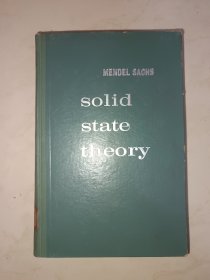 MENDEL SACHS
solid
state
theory